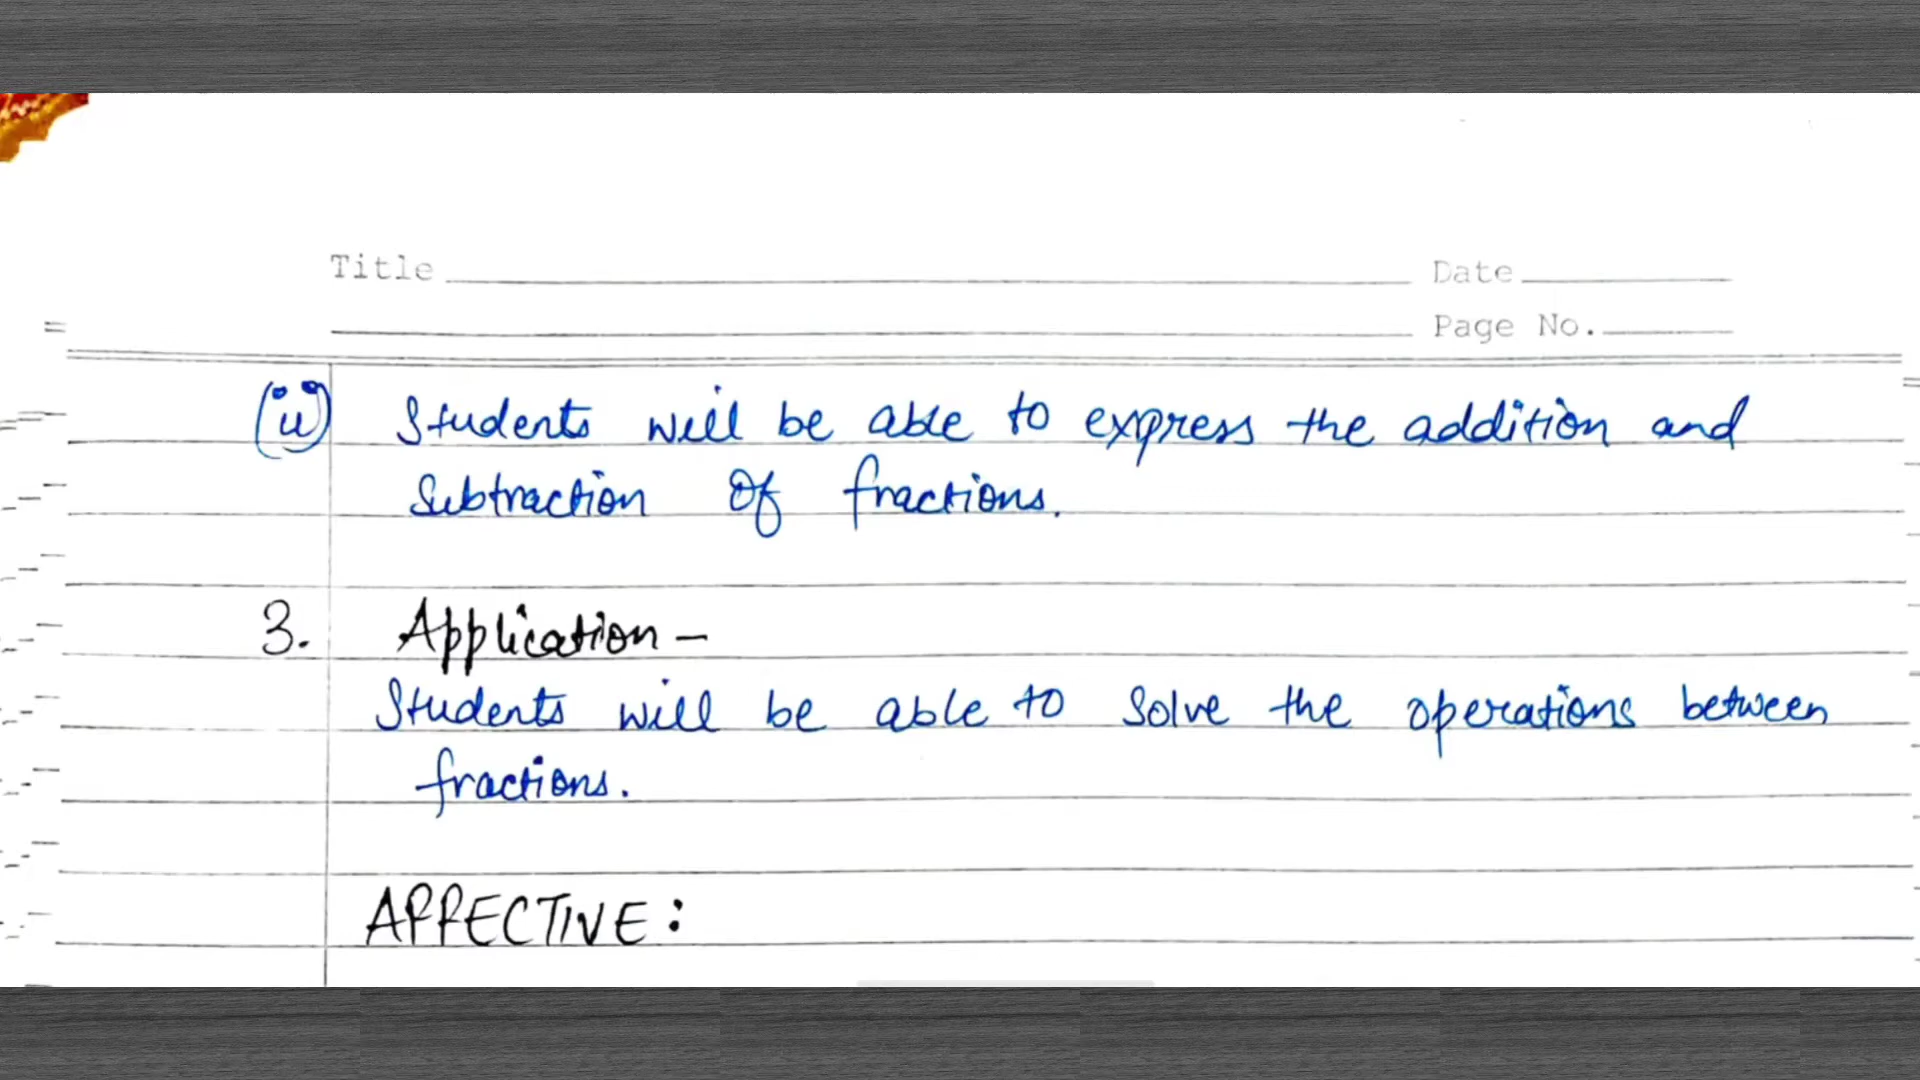 Title Date
Page No.
(ii) Students will be able to express the addition and
Subtraction of fractions.
3. Application -
Students will be able to solve the operations between
fractions.
AFFECTIVE :